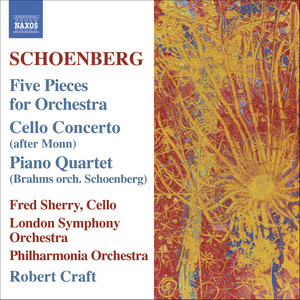 NAXOS
SCHOENBERG
Five Pieces
for Orchestra
Cello Concerto
(after Monn)
Piano Quartet
(Brahms orch. Schoenberg)
Fred Sherry, Cello
London Symphony
Orchestra
Philharmonia Orchestra
Robert Craft